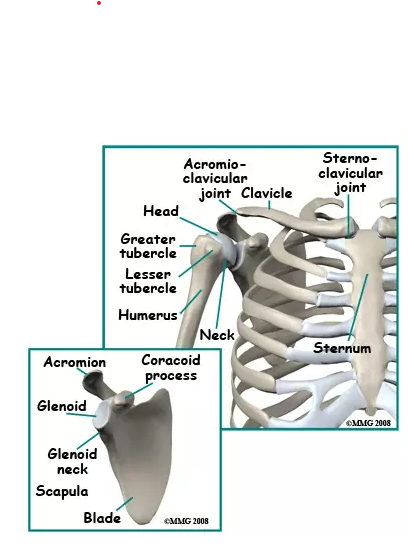 Acromio-
clavicular
joint
Clavicle
Sterno-
clavicular
joint
Head
Greater
tubercle
Lesser
tubercle
Humerus
Neck
Sternum
©MMG 2008
Acromion
Coracoid
process
Glenoid
Glenoid
neck
Scapula
Blade
©MMG 2008